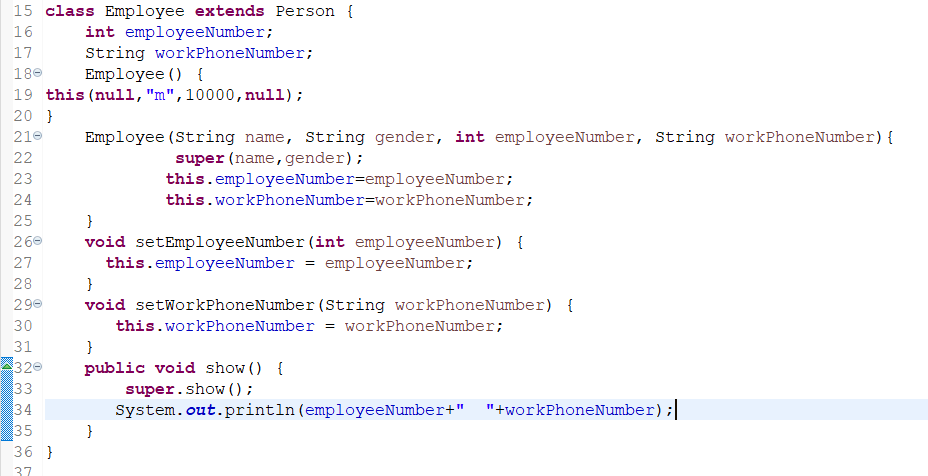 15 class Employee extends Person {
16     int employeeNumber;
17     String workPhoneNumber;
18     Employee() {
19 this(null,"m",10000,null);
20 }
21     Employee(String name, String gender, int employeeNumber, String workPhoneNumber){
22              super(name,gender);
23             this.employeeNumber=employeeNumber;
24             this.workPhoneNumber=workPhoneNumber;
25     }
26     void setEmployeeNumber(int employeeNumber) {
27       this.employeeNumber = employeeNumber;
28     }
29     void setWorkPhoneNumber(String workPhoneNumber) {
30        this.workPhoneNumber = workPhoneNumber;
31     }
32     public void show() {
33         super.show();
34        System.out.println(employeeNumber+"  "+workPhoneNumber);
35     }
36 }
37